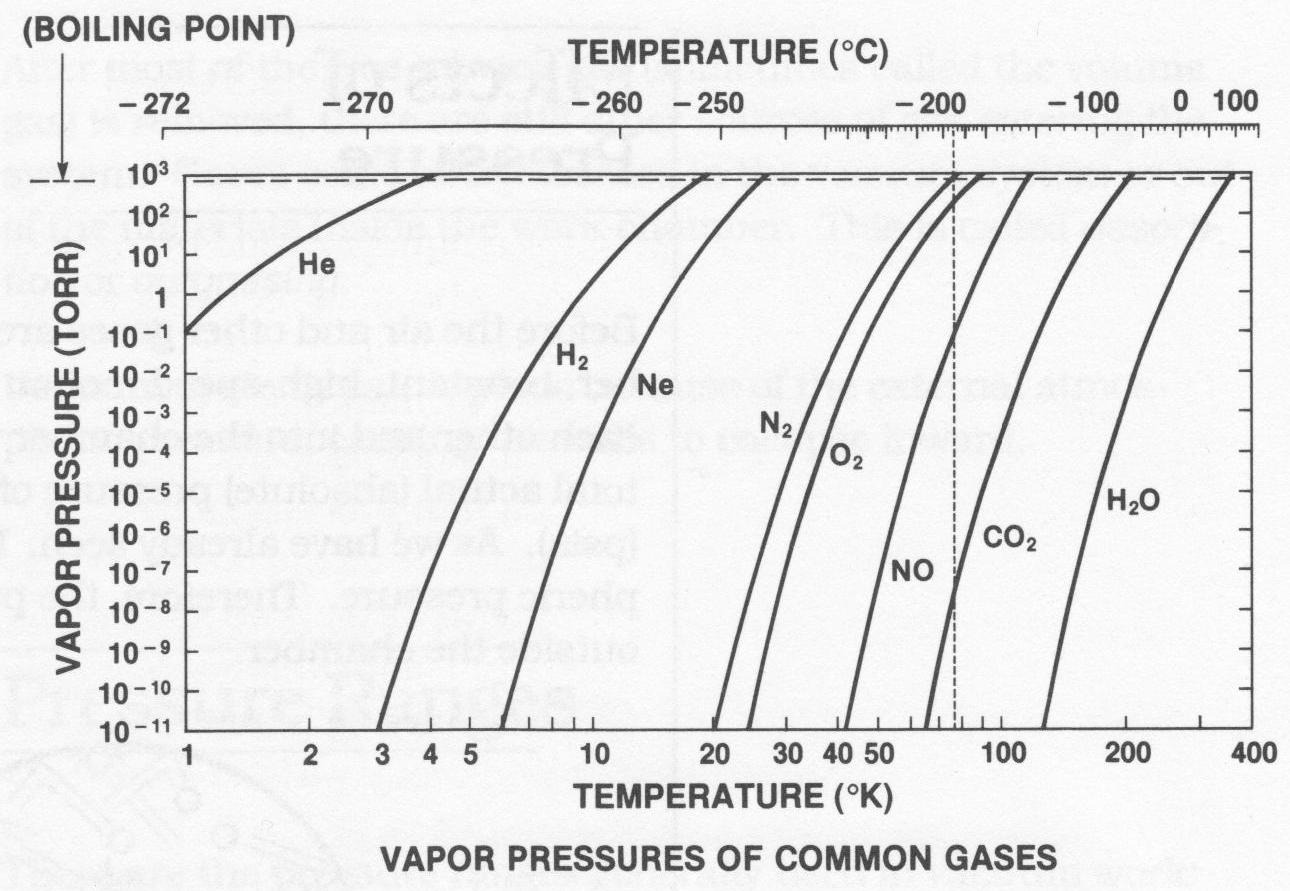 (BOILING POINT)
TEMPERATURE (°C)
−272 −270 −260 −250 −200 −100 0 100
VAPOR PRESSURE (TORR)
10³
10²
10¹
1
10
10⁻²
10⁻³
10⁻⁴
10⁻⁵
10⁻⁶
10⁻⁷
10⁻⁸
10⁻⁹
10⁻¹⁰
10⁻¹¹
He
H₂
Ne
N₂
O₂
NO
CO₂
H₂O
1 2 3 4 5 10 20 30 40 50 100 200 400
TEMPERATURE (°K)
VAPOR PRESSURES OF COMMON GASES